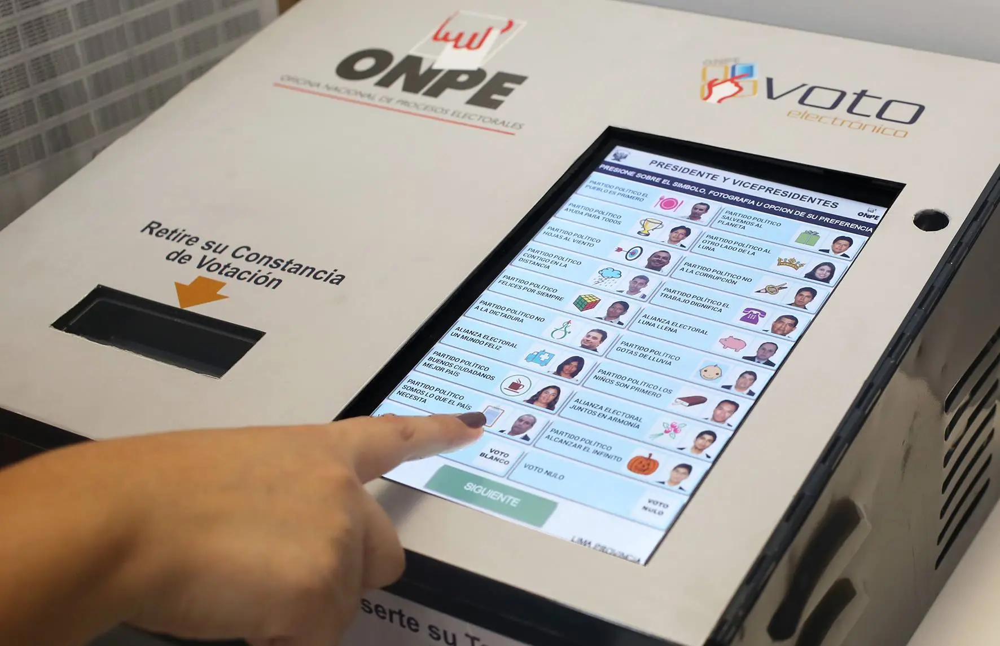 ONPE
OFICINA NACIONAL DE PROCESOS ELECTORALES
ONPE
voto
electrónico
Retire su Constancia
de Votación
PRESIDENTE Y VICEPRESIDENTES
ONPE
PRESIONE SOBRE EL SIMBOLO, FOTOGRAFIA U OPCION DE SU PREFERENCIA
PARTIDO POLÍTICO EL
PUEBLO ES PRIMERO
PARTIDO POLÍTICO
SALVEMOS AL
PLANETA
PARTIDO POLÍTICO
AYUDA PARA TODOS
PARTIDO POLÍTICO AL
OTRO LADO DE LA
LUNA
PARTIDO POLÍTICO
HOJAS AL VIENTO
PARTIDO POLÍTICO NO
A LA CORRUPCIÓN
PARTIDO POLÍTICO
CONTIGO EN LA
DISTANCIA
PARTIDO POLÍTICO EL
TRABAJO DIGNIFICA
PARTIDO POLÍTICO
FELICES POR SIEMPRE
ALIANZA ELECTORAL
LUNA LLENA
PARTIDO POLÍTICO NO
A LA DICTADURA
PARTIDO POLÍTICO
GOTAS DE LLUVIA
ALIANZA ELECTORAL
UN MUNDO FELIZ
PARTIDO POLÍTICO LOS
NIÑOS SON PRIMERO
PARTIDO POLÍTICO
BUENOS CIUDADANOS
MEJOR PAÍS
ALIANZA ELECTORAL
JUNTOS EN ARMONÍA
PARTIDO POLÍTICO
SOMOS LO QUE EL PAÍS
NECESITA
PARTIDO POLÍTICO
ALCANZAR EL INFINITO
VOTO
BLANCO
VOTO NULO
VOTO
NULO
SIGUIENTE
LIMA PROVINCIA
serte su